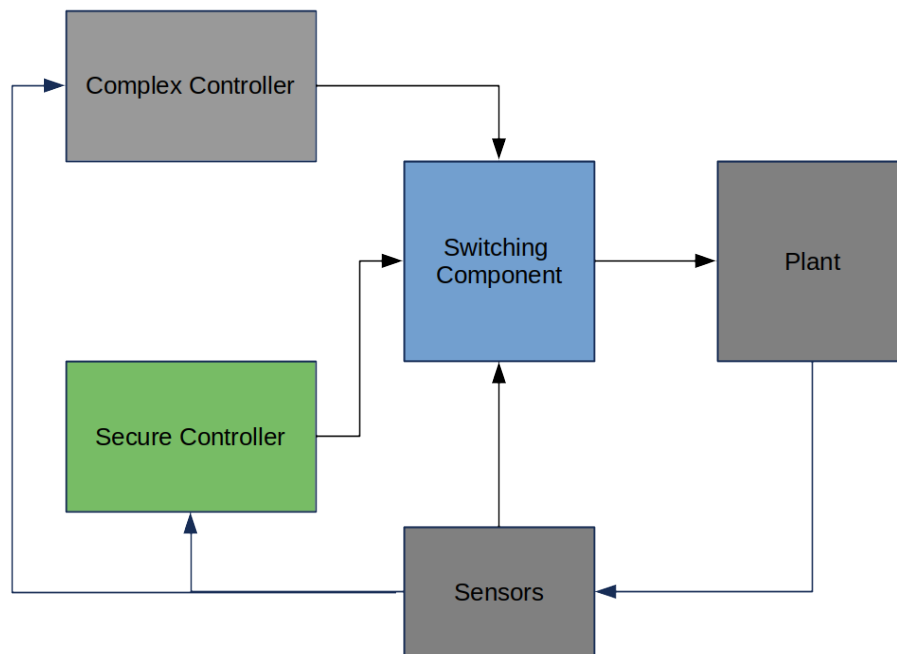 Complex Controller
Switching
Component
Plant
Secure Controller
Sensors